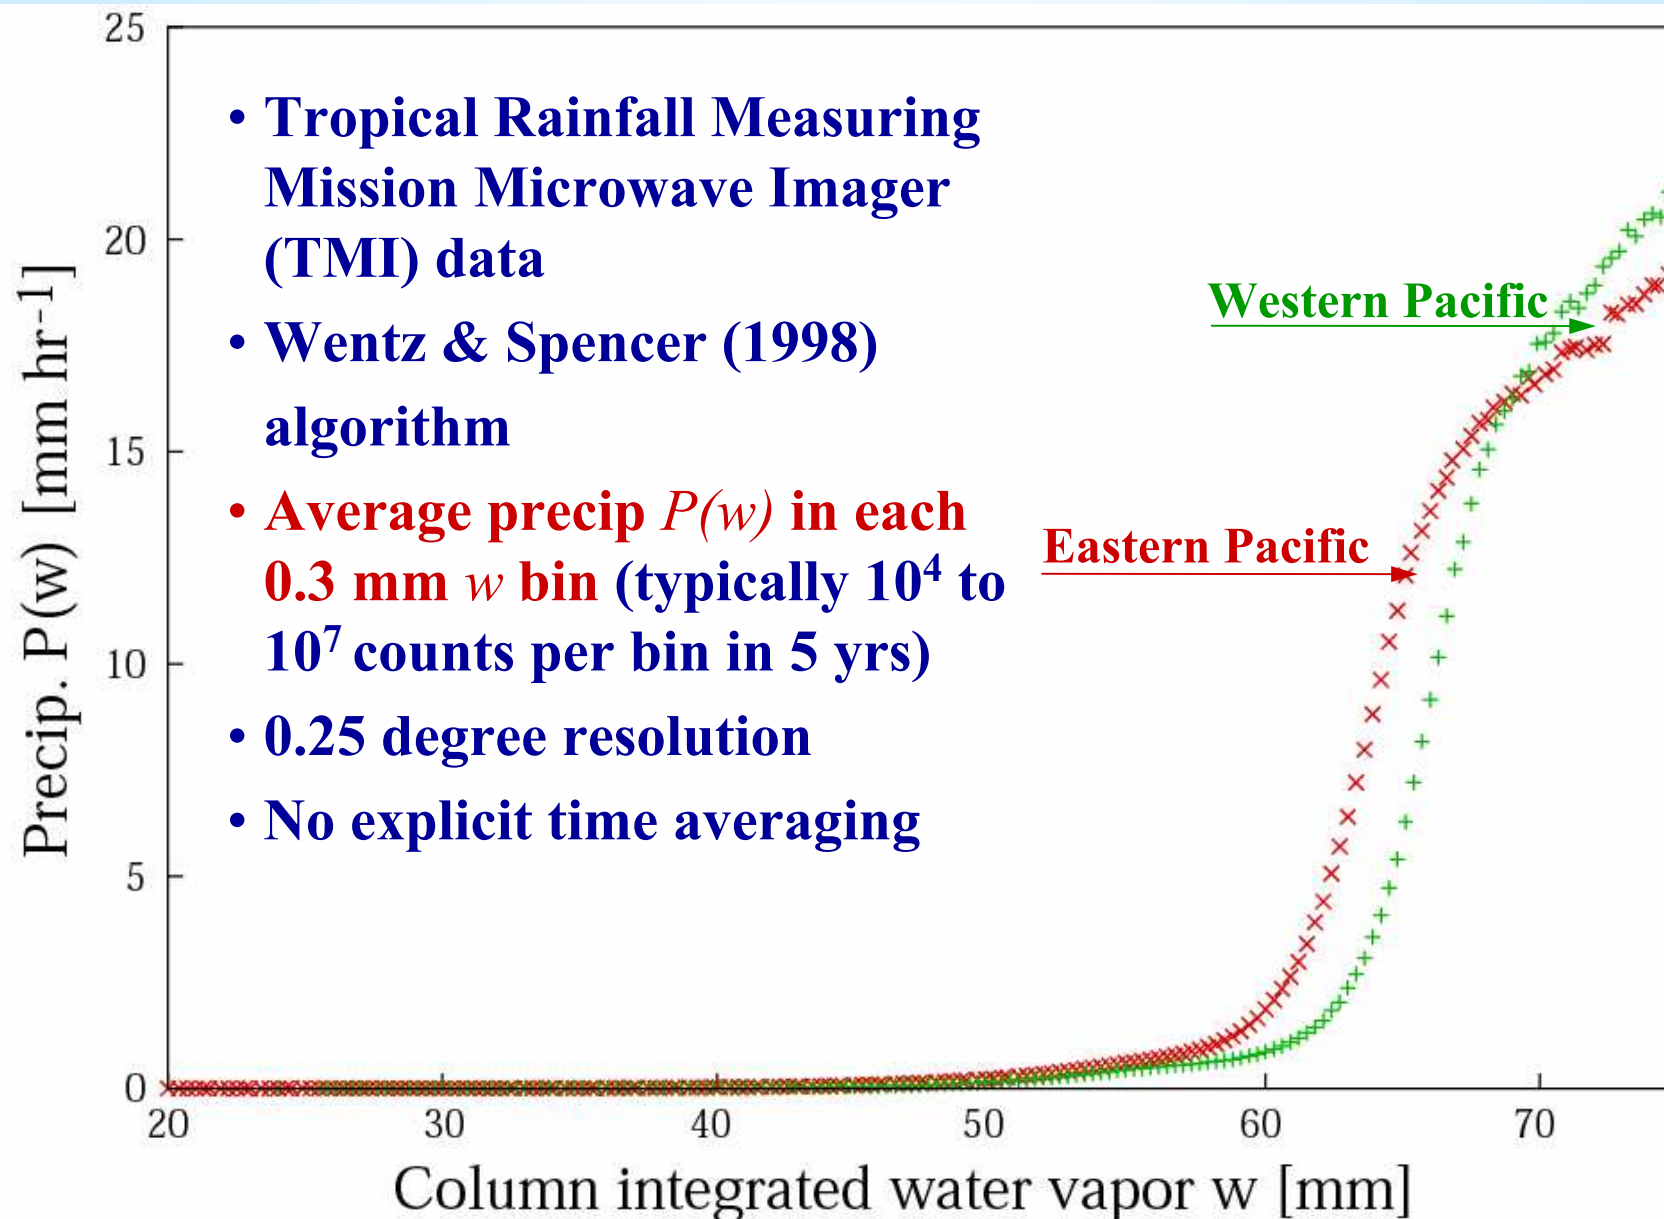 25
20
15
10
5
0
Precip. P(w) [mm hr⁻¹]
• Tropical Rainfall Measuring
Mission Microwave Imager
(TMI) data
• Wentz & Spencer (1998)
algorithm
• Average precip P(w) in each
0.3 mm w bin (typically 10⁴ to
10⁷ counts per bin in 5 yrs)
• 0.25 degree resolution
• No explicit time averaging
Western Pacific
Eastern Pacific
20 30 40 50 60 70
Column integrated water vapor w [mm]